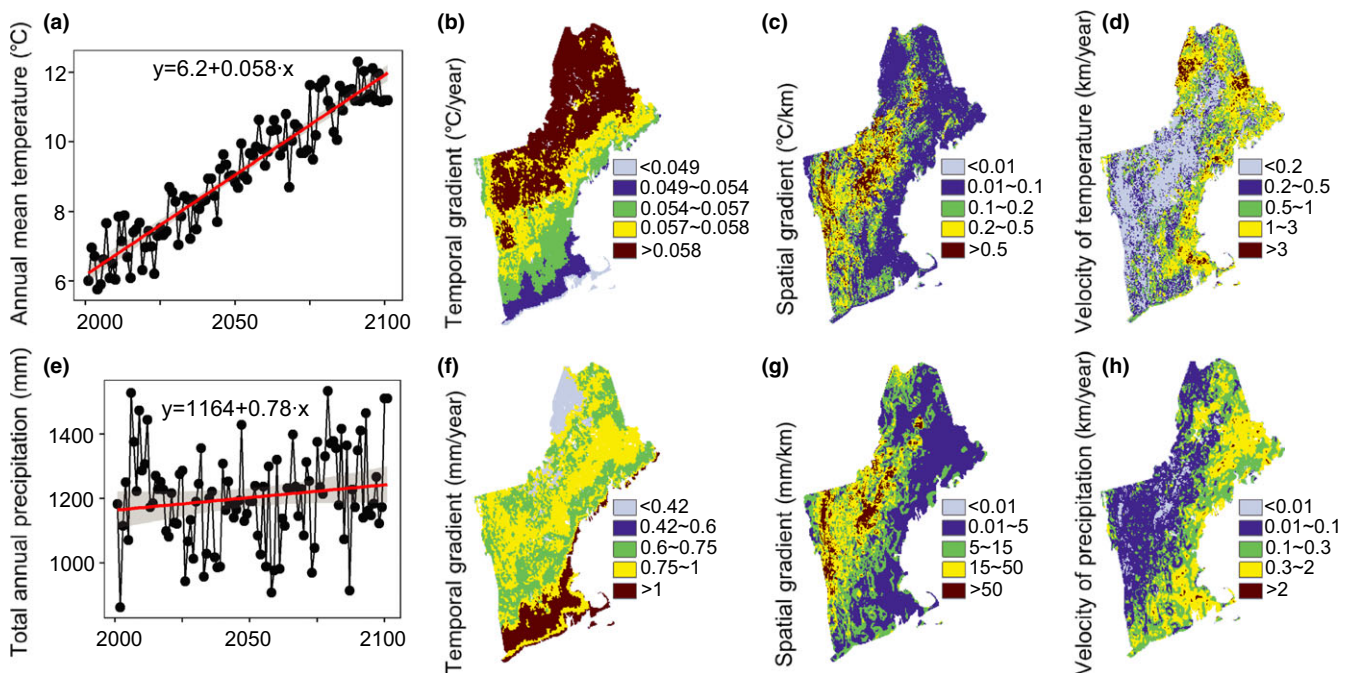 (a)
Annual mean temperature (°C)
y=6.2+0.058·x
12
10
8
6
2000
2050
2100
(b)
Temporal gradient (°C/year)
<0.049
0.049~0.054
0.054~0.057
0.057~0.058
>0.058
(c)
Spatial gradient (°C/km)
<0.01
0.01~0.1
0.1~0.2
0.2~0.5
>0.5
(d)
Velocity of temperature (km/year)
<0.2
0.2~0.5
0.5~1
1~3
>3
(e)
Total annual precipitation (mm)
y=1164+0.78·x
1400
1200
1000
2000
2050
2100
(f)
Temporal gradient (mm/year)
<0.42
0.42~0.6
0.6~0.75
0.75~1
>1
(g)
Spatial gradient (mm/km)
<0.01
0.01~5
5~15
15~50
>50
(h)
Velocity of precipitation (km/year)
<0.01
0.01~0.1
0.1~0.3
0.3~2
>2